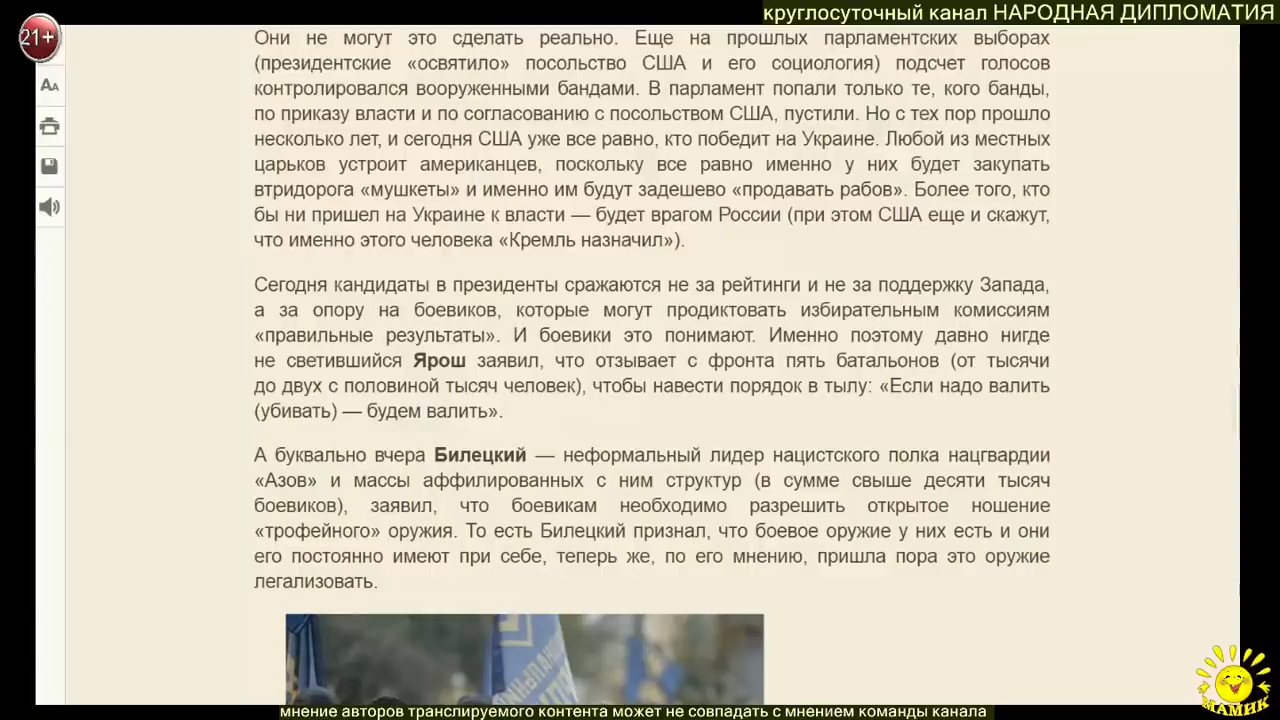 круглосуточный канал НАРОДНАЯ ДИПЛОМАТИЯ
21+
AA
Они не могут это сделать реально. Еще на прошлых парламентских выборах
(президентские «освятило» посольство США и его социология) подсчет голосов
контролировался вооруженными бандами. В парламент попали только те, кого банды,
по приказу власти и по согласованию с посольством США, пустили. Но с тех пор прошло
несколько лет, и сегодня США уже все равно, кто победит на Украине. Любой из местных
царьков устроит американцев, поскольку все равно именно у них будет закупать
втридорога «мушкеты» и именно им будут задешево «продавать рабов». Более того, кто
бы ни пришел на Украине к власти — будет врагом России (при этом США еще и скажут,
что именно этого человека «Кремль назначил»).
Сегодня кандидаты в президенты сражаются не за рейтинги и не за поддержку Запада,
а за опору на боевиков, которые могут продиктовать избирательным комиссиям
«правильные результаты». И боевики это понимают. Именно поэтому давно нигде
не светившийся Ярош заявил, что отзывает с фронта пять батальонов (от тысячи
до двух с половиной тысяч человек), чтобы навести порядок в тылу: «Если надо валить
(убивать) — будем валить».
А буквально вчера Билецкий — неформальный лидер нацистского полка нацгвардии
«Азов» и массы аффилированных с ним структур (в сумме свыше десяти тысяч
боевиков), заявил, что боевикам необходимо разрешить открытое ношение
«трофейного» оружия. То есть Билецкий признал, что боевое оружие у них есть и они
его постоянно имеют при себе, теперь же, по его мнению, пришла пора это оружие
легализовать.
МАМИК
мнение авторов транслируемого контента может не совпадать с мнением команды канала